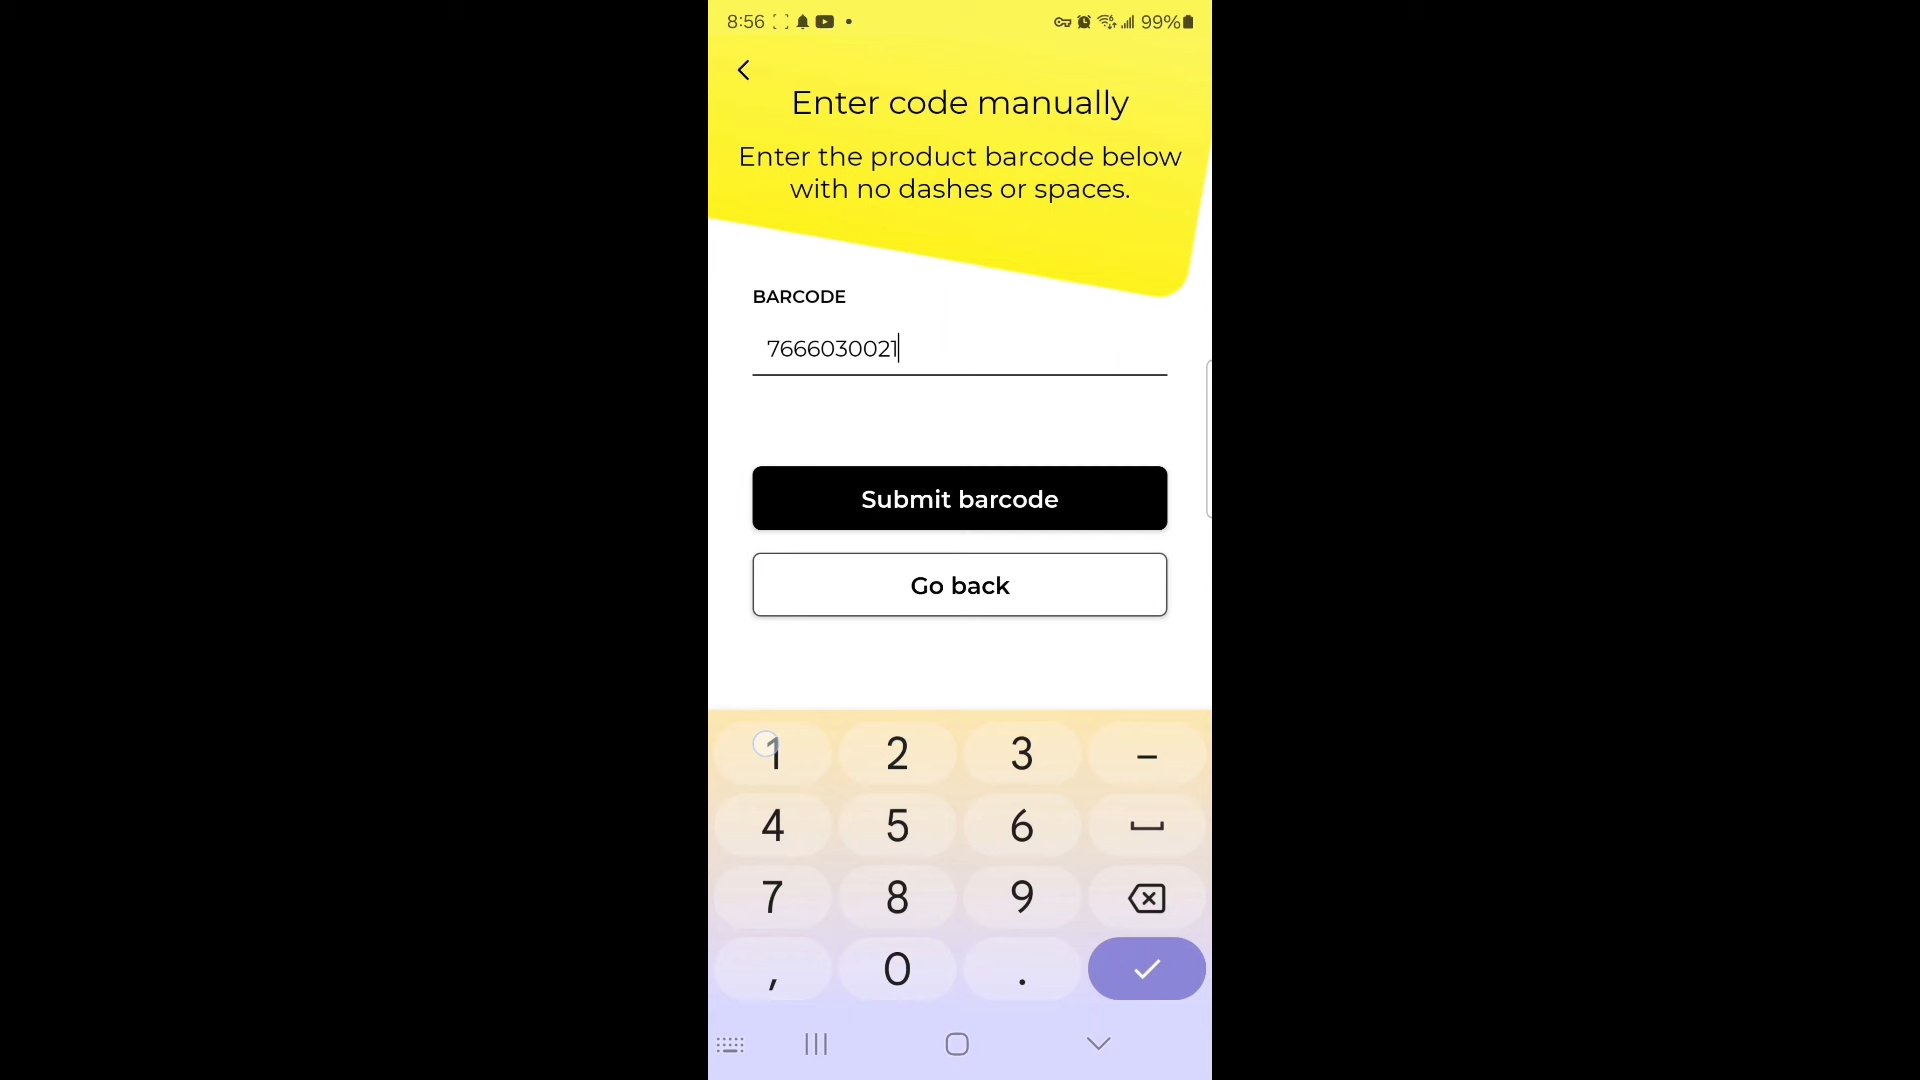 8:56 99%
Enter code manually
Enter the product barcode below
with no dashes or spaces.
BARCODE
7666030021
Submit barcode
Go back
1 2 3 –
4 5 6
7 8 9
, 0 .